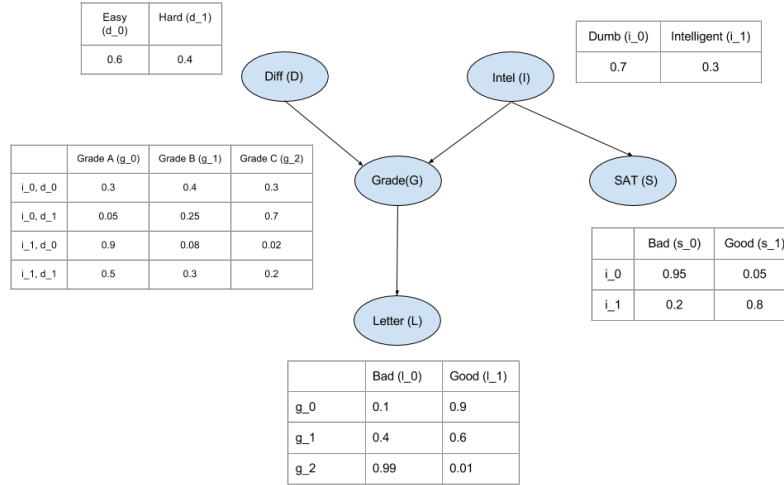 Easy (d_0) Hard (d_1)
0.6 0.4
Diff (D)
Intel (I)
Dumb (i_0) Intelligent (i_1)
0.7 0.3
Grade A (g_0) Grade B (g_1) Grade C (g_2)
i_0, d_0 0.3 0.4 0.3
i_0, d_1 0.05 0.25 0.7
i_1, d_0 0.9 0.08 0.02
i_1, d_1 0.5 0.3 0.2
Grade(G)
SAT (S)
Bad (s_0) Good (s_1)
i_0 0.95 0.05
i_1 0.2 0.8
Letter (L)
Bad (l_0) Good (l_1)
g_0 0.1 0.9
g_1 0.4 0.6
g_2 0.99 0.01